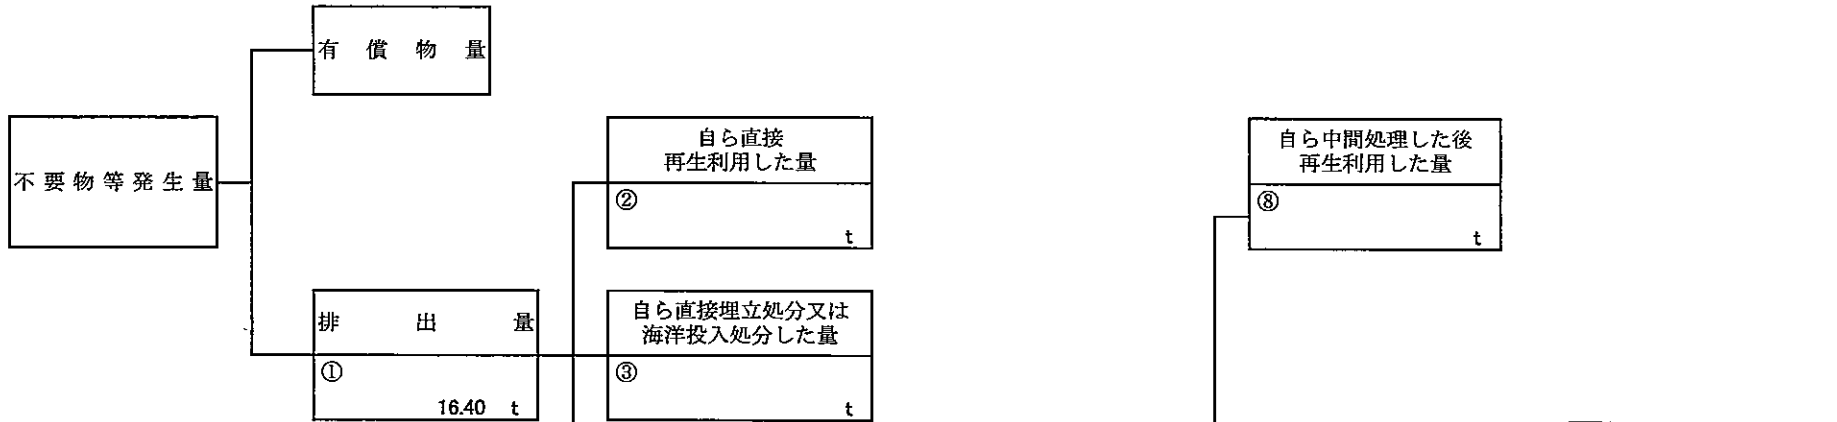 有償物量
不要物等発生量
自ら直接
再生利用した量
②
t
自ら中間処理した後
再生利用した量
⑧
t
排出量
①
16.40 t
自ら直接埋立処分又は
海洋投入処分した量
③
t